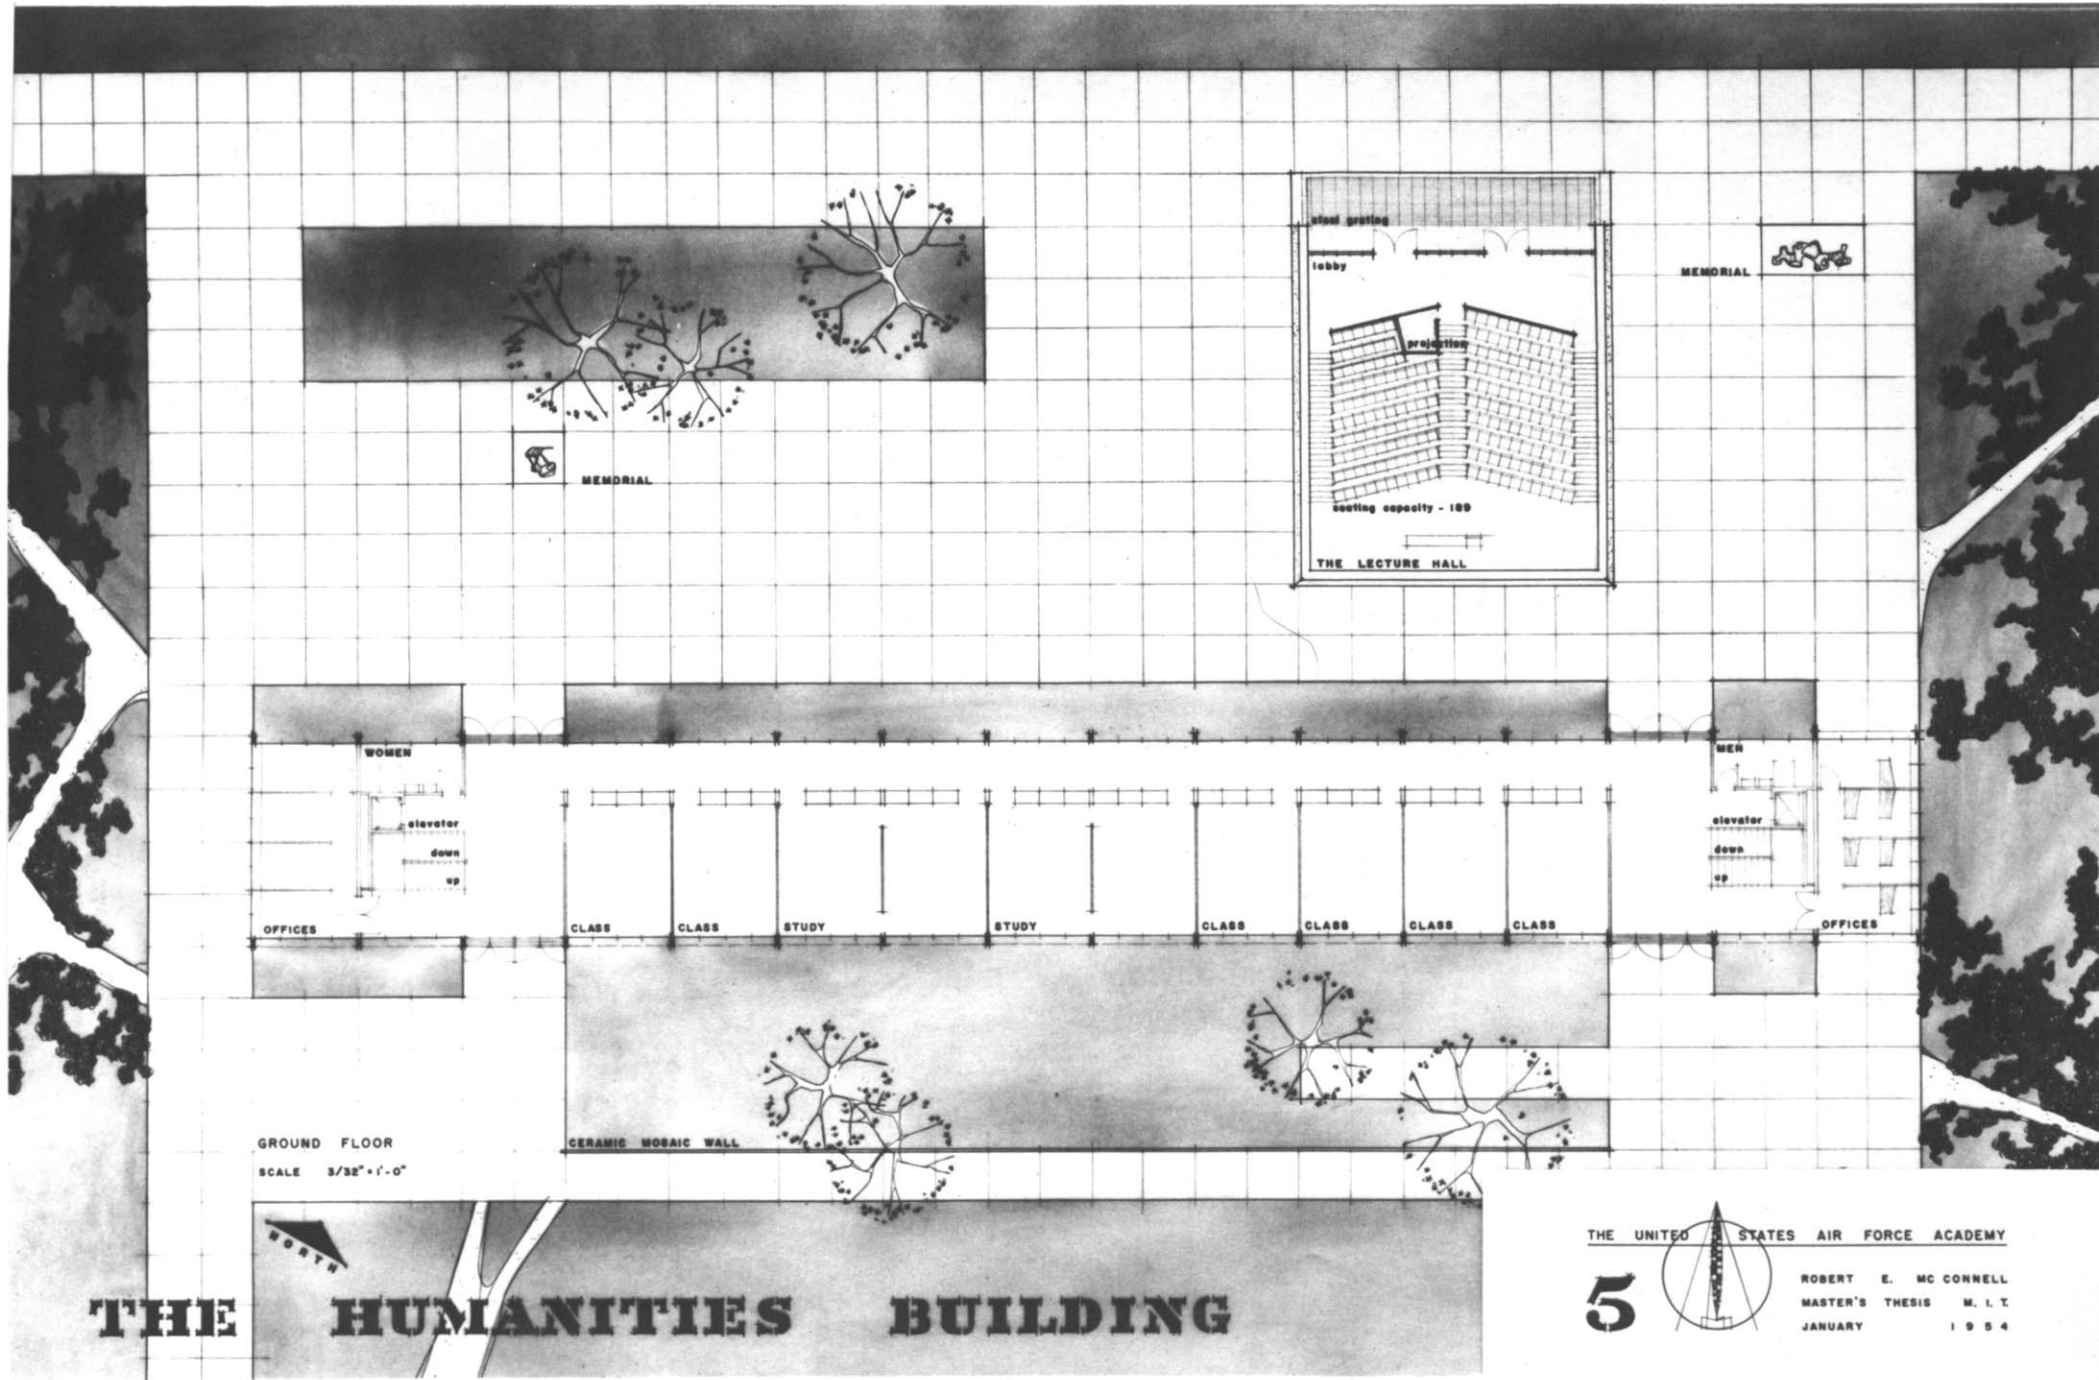 steel grating
lobby
MEMORIAL
projection
MEMORIAL
seating capacity - 189
THE LECTURE HALL
WOMEN
MEN
elevator
down
up
elevator
down
up
OFFICES
CLASS
CLASS
STUDY
STUDY
CLASS
CLASS
CLASS
CLASS
OFFICES
GROUND FLOOR
CERAMIC MOSAIC WALL
SCALE 3/32" = 1'-0"
NORTH
THE HUMANITIES BUILDING
THE UNITED STATES AIR FORCE ACADEMY
5
ROBERT E. MC CONNELL
MASTER'S THESIS M. I. T.
JANUARY 1954